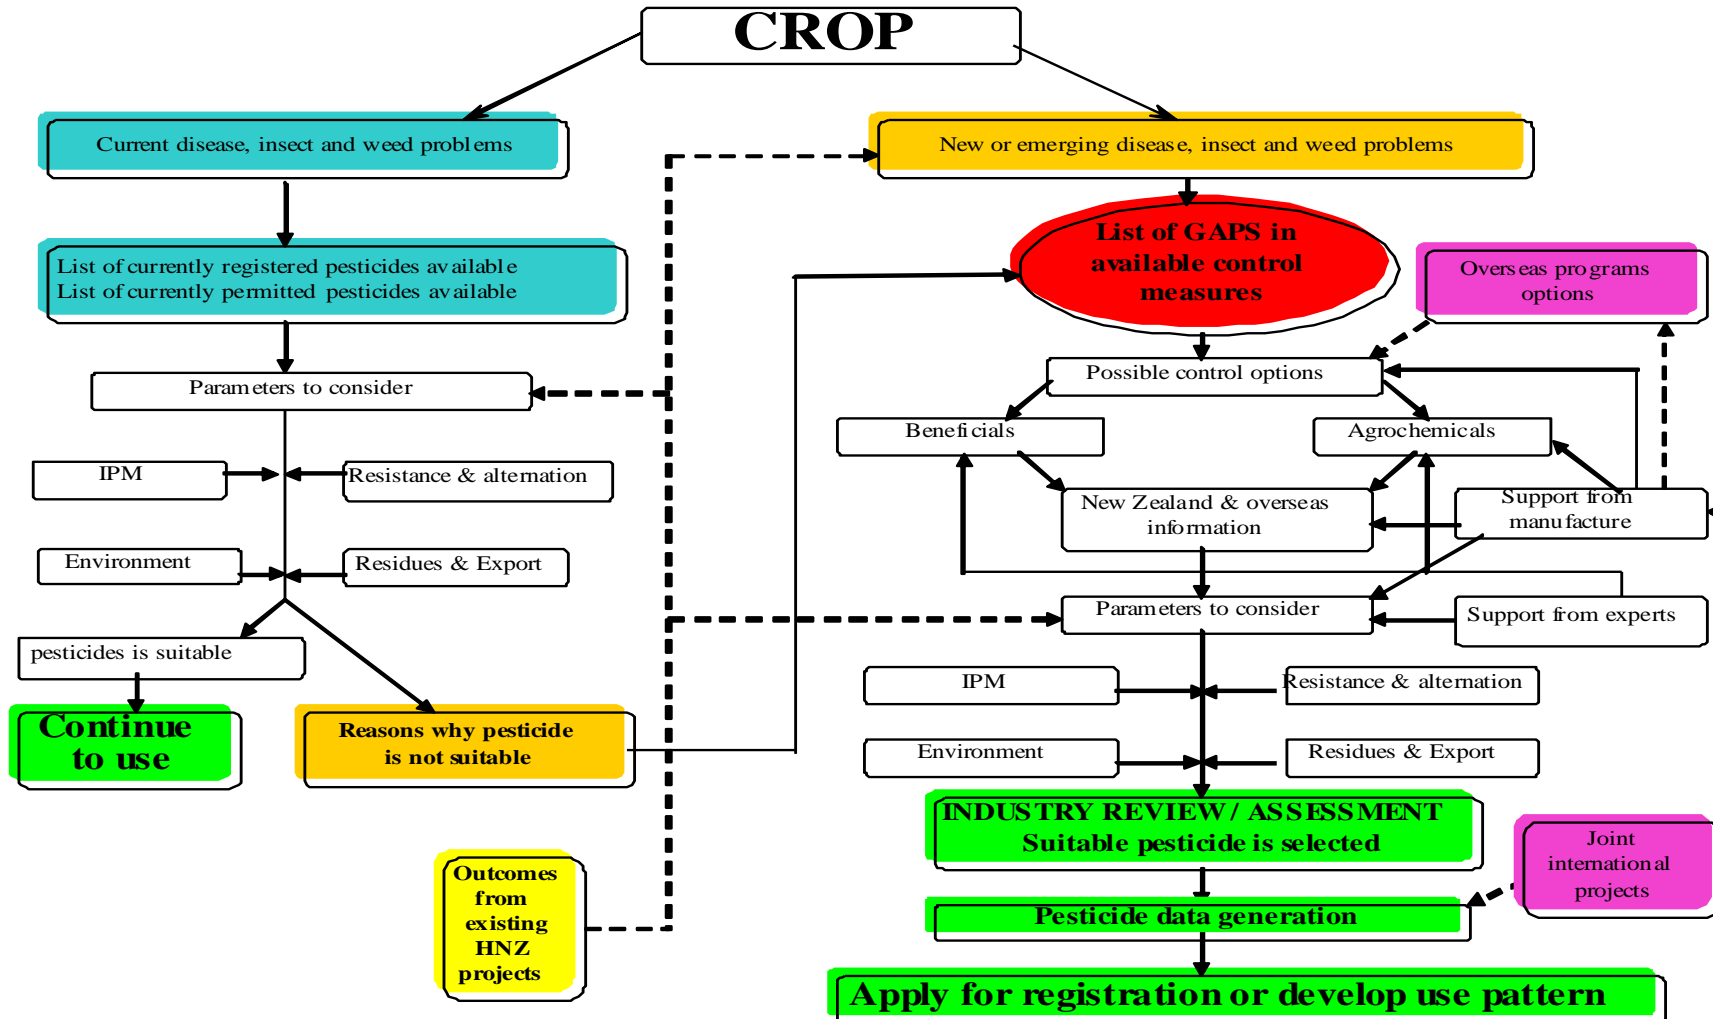 CROP
Current disease, insect and weed problems
New or emerging disease, insect and weed problems
List of currently registered pesticides available
List of currently permitted pesticides available
List of GAPS in
available control
measures
Overseas programs
options
Parameters to consider
Possible control options
Beneficials
Agrochemicals
IPM
Resistance & alternation
New Zealand & overseas
information
Support from
manufacture
Environment
Residues & Export
Parameters to consider
Support from experts
pesticides is suitable
IPM
Resistance & alternation
Continue
to use
Reasons why pesticide
is not suitable
Environment
Residues & Export
INDUSTRY REVIEW / ASSESSMENT
Suitable pesticide is selected
Joint
international
projects
Outcomes
from
existing
HNZ
projects
Pesticide data generation
Apply for registration or develop use pattern